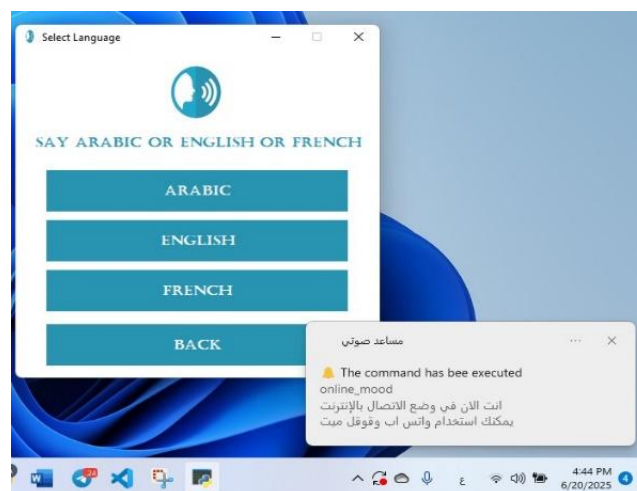 Select Language
SAY ARABIC OR ENGLISH OR FRENCH
ARABIC
ENGLISH
FRENCH
BACK
مساعد صوتي
The command has bee executed
online_mood
انت الان في وضع الاتصال بالإنترنت
يمكنك استخدام واتس اب وقوقل ميت
24
ع
4:44 PM
6/20/2025
4